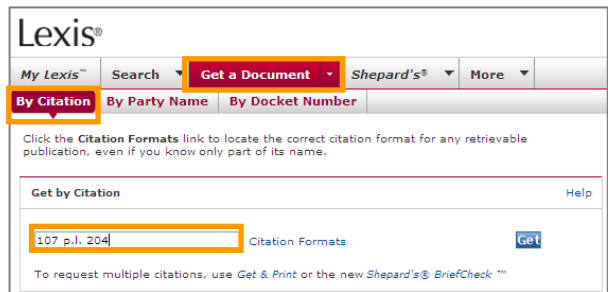 Lexis®
My Lexis™ Search Get a Document Shepard's® More
By Citation By Party Name By Docket Number
Click the Citation Formats link to locate the correct citation format for any retrievable
publication, even if you know only part of its name.
Get by Citation Help
107 p.l. 204 Citation Formats Get
To request multiple citations, use Get & Print or the new Shepard's® BriefCheck ™